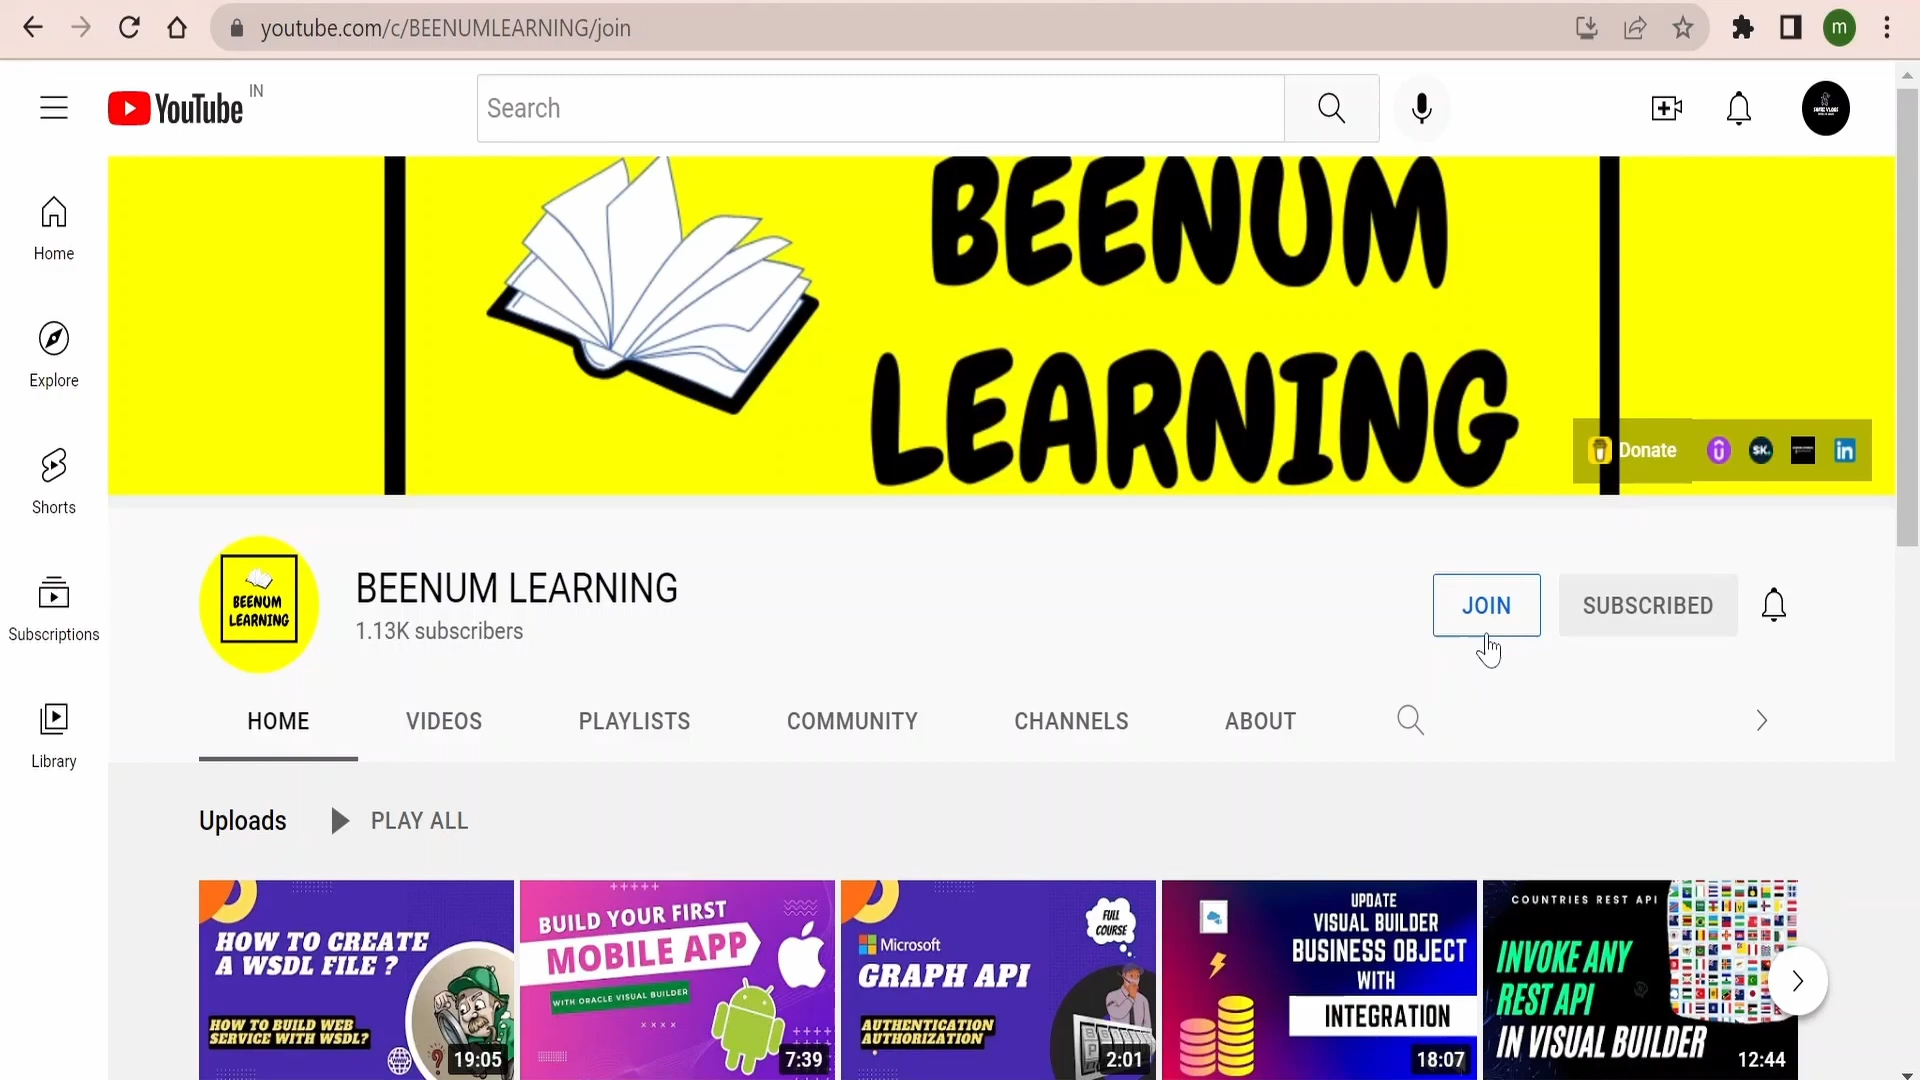 youtube.com/c/BEENUMLEARNING/join
m
YouTube
IN
Search
BEENUM
LEARNING
Donate
SK.
in
Home
Explore
Shorts
Subscriptions
Library
BEENUM
LEARNING
BEENUM LEARNING
1.13K subscribers
JOIN
SUBSCRIBED
HOME
VIDEOS
PLAYLISTS
COMMUNITY
CHANNELS
ABOUT
Uploads
PLAY ALL
HOW TO CREATE
A WSDL FILE ?
HOW TO BUILD WEB
SERVICE WITH WSDL?
19:05
BUILD YOUR FIRST
MOBILE APP
WITH ORACLE VISUAL BUILDER
7:39
FULL
COURSE
Microsoft
GRAPH API
AUTHENTICATION
AUTHORIZATION
2:01
UPDATE
VISUAL BUILDER
BUSINESS OBJECT
WITH
INTEGRATION
18:07
COUNTRIES REST API
INVOKE ANY
REST API
IN VISUAL BUILDER
12:44